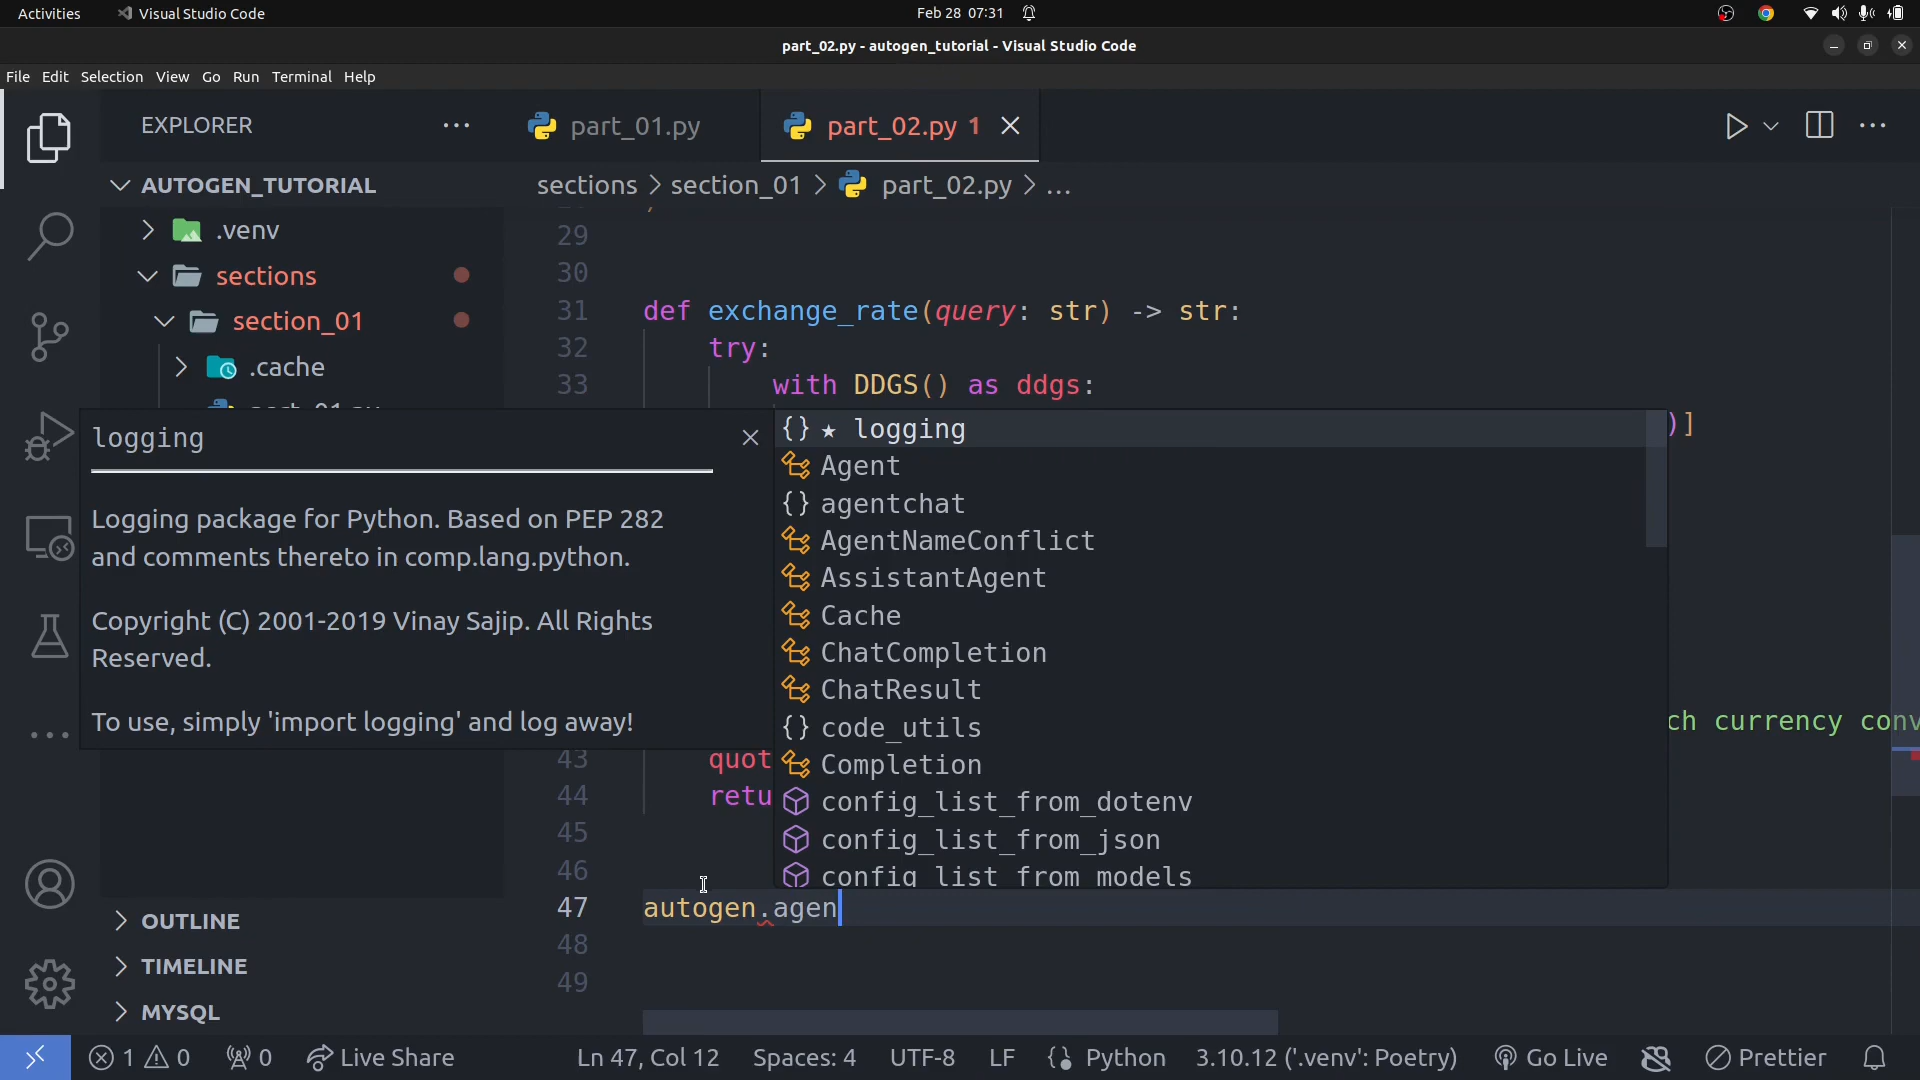 Activities
Visual Studio Code
Feb 28 07:31
part_02.py - autogen_tutorial - Visual Studio Code
File Edit Selection View Go Run Terminal Help
EXPLORER
part_01.py
part_02.py 1
AUTOGEN_TUTORIAL
sections > section_01 > part_02.py > ...
.venv
sections
section_01
.cache
29
30
31 def exchange_rate(query: str) -> str:
32 try:
33 with DDGS() as ddgs:
)]
logging
Logging package for Python. Based on PEP 282
and comments thereto in comp.lang.python.
Copyright (C) 2001-2019 Vinay Sajip. All Rights
Reserved.
To use, simply 'import logging' and log away!
{} ★ logging
Agent
{} agentchat
AgentNameConflict
AssistantAgent
Cache
ChatCompletion
ChatResult
{} code_utils
Completion
config_list_from_dotenv
config_list_from_json
config_list_from_models
ch currency conv
43 quot
44 retu
45
46
47 autogen.agen
48
49
OUTLINE
TIMELINE
MYSQL
1 0 0 Live Share Ln 47, Col 12 Spaces: 4 UTF-8 LF Python 3.10.12 ('.venv': Poetry) Go Live Prettier